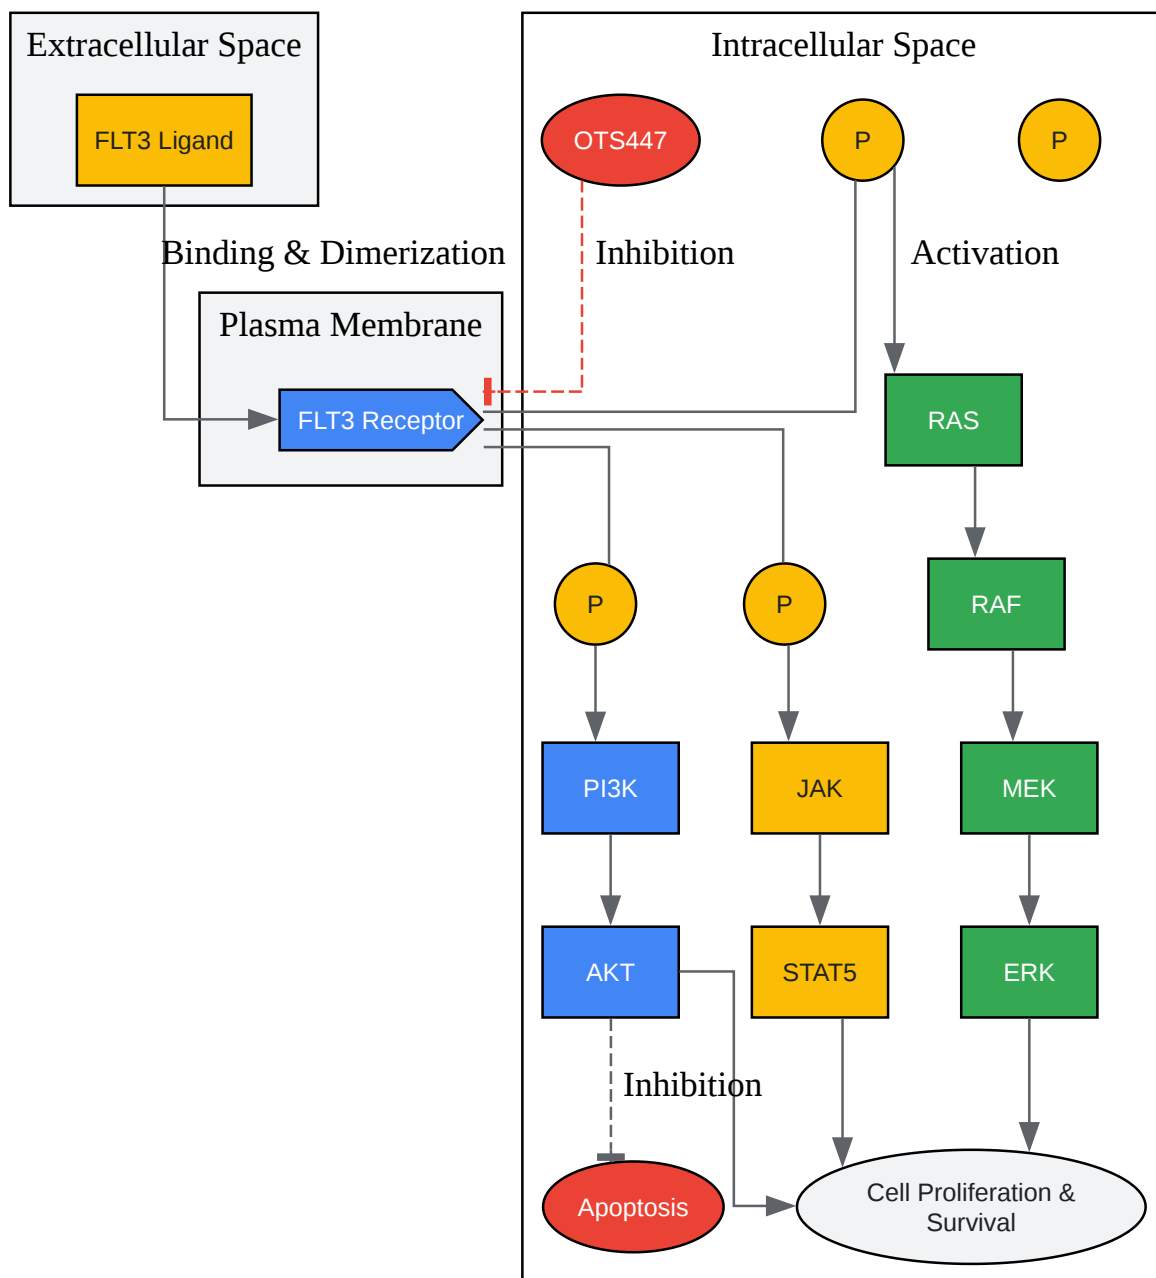 Extracellular Space
Intracellular Space
FLT3 Ligand
OTS447
P
P
Binding & Dimerization
Inhibition
Activation
Plasma Membrane
FLT3 Receptor
RAS
P
P
RAF
PI3K
JAK
MEK
AKT
STAT5
ERK
Inhibition
Apoptosis
Cell Proliferation &
Survival